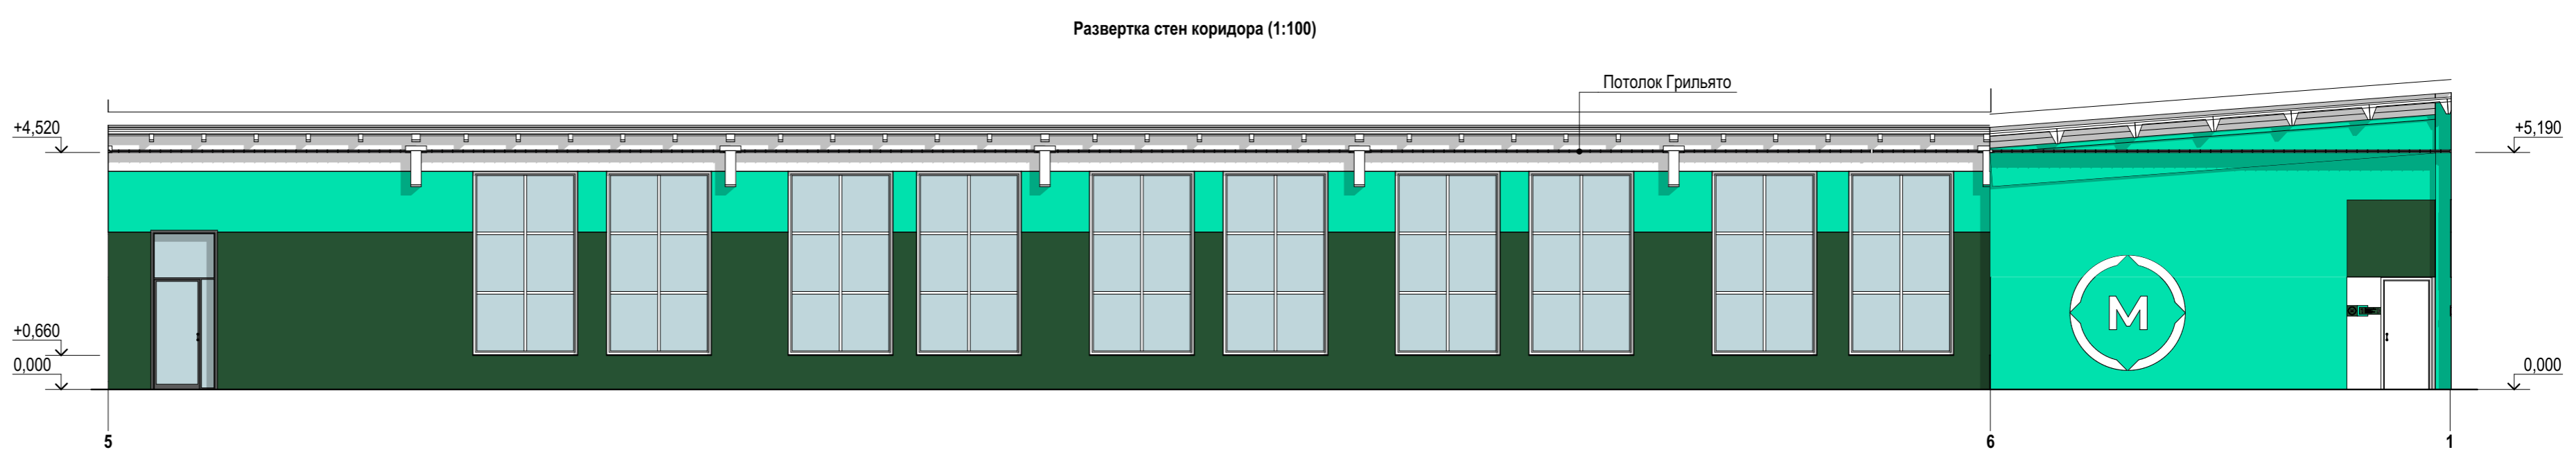 Развертка стен коридора (1:100)
Потолок Грильято
+4,520
+5,190
+0,660
0,000
0,000
М
5
6
1